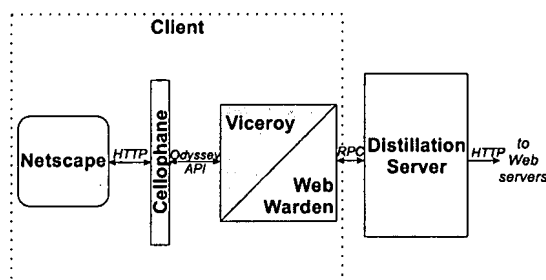 Client
Netscape
HTTP
Cellophane
Odyssey
API
Viceroy
Web
Warden
RPC
Distillation
Server
HTTP
to
Web
servers